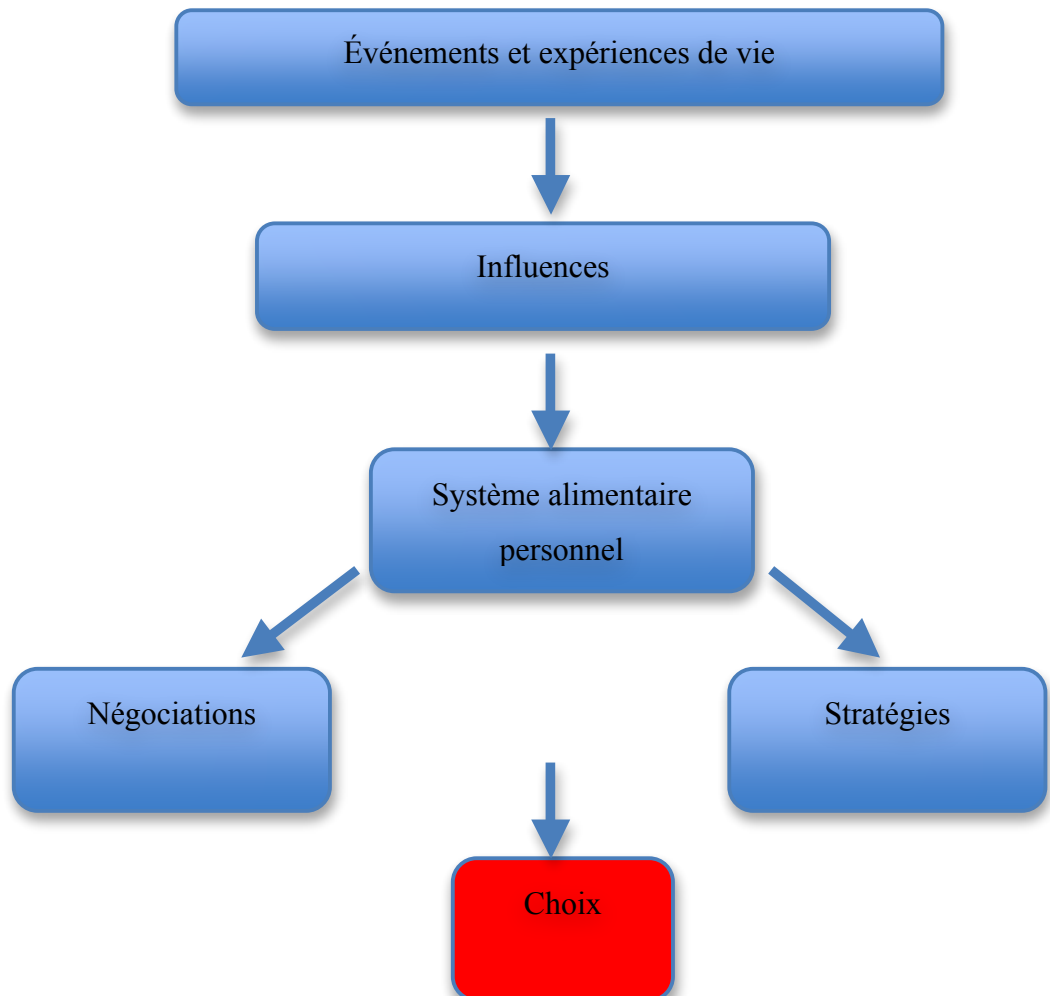 Événements et expériences de vie
Influences
Système alimentaire
personnel
Négociations
Stratégies
Choix